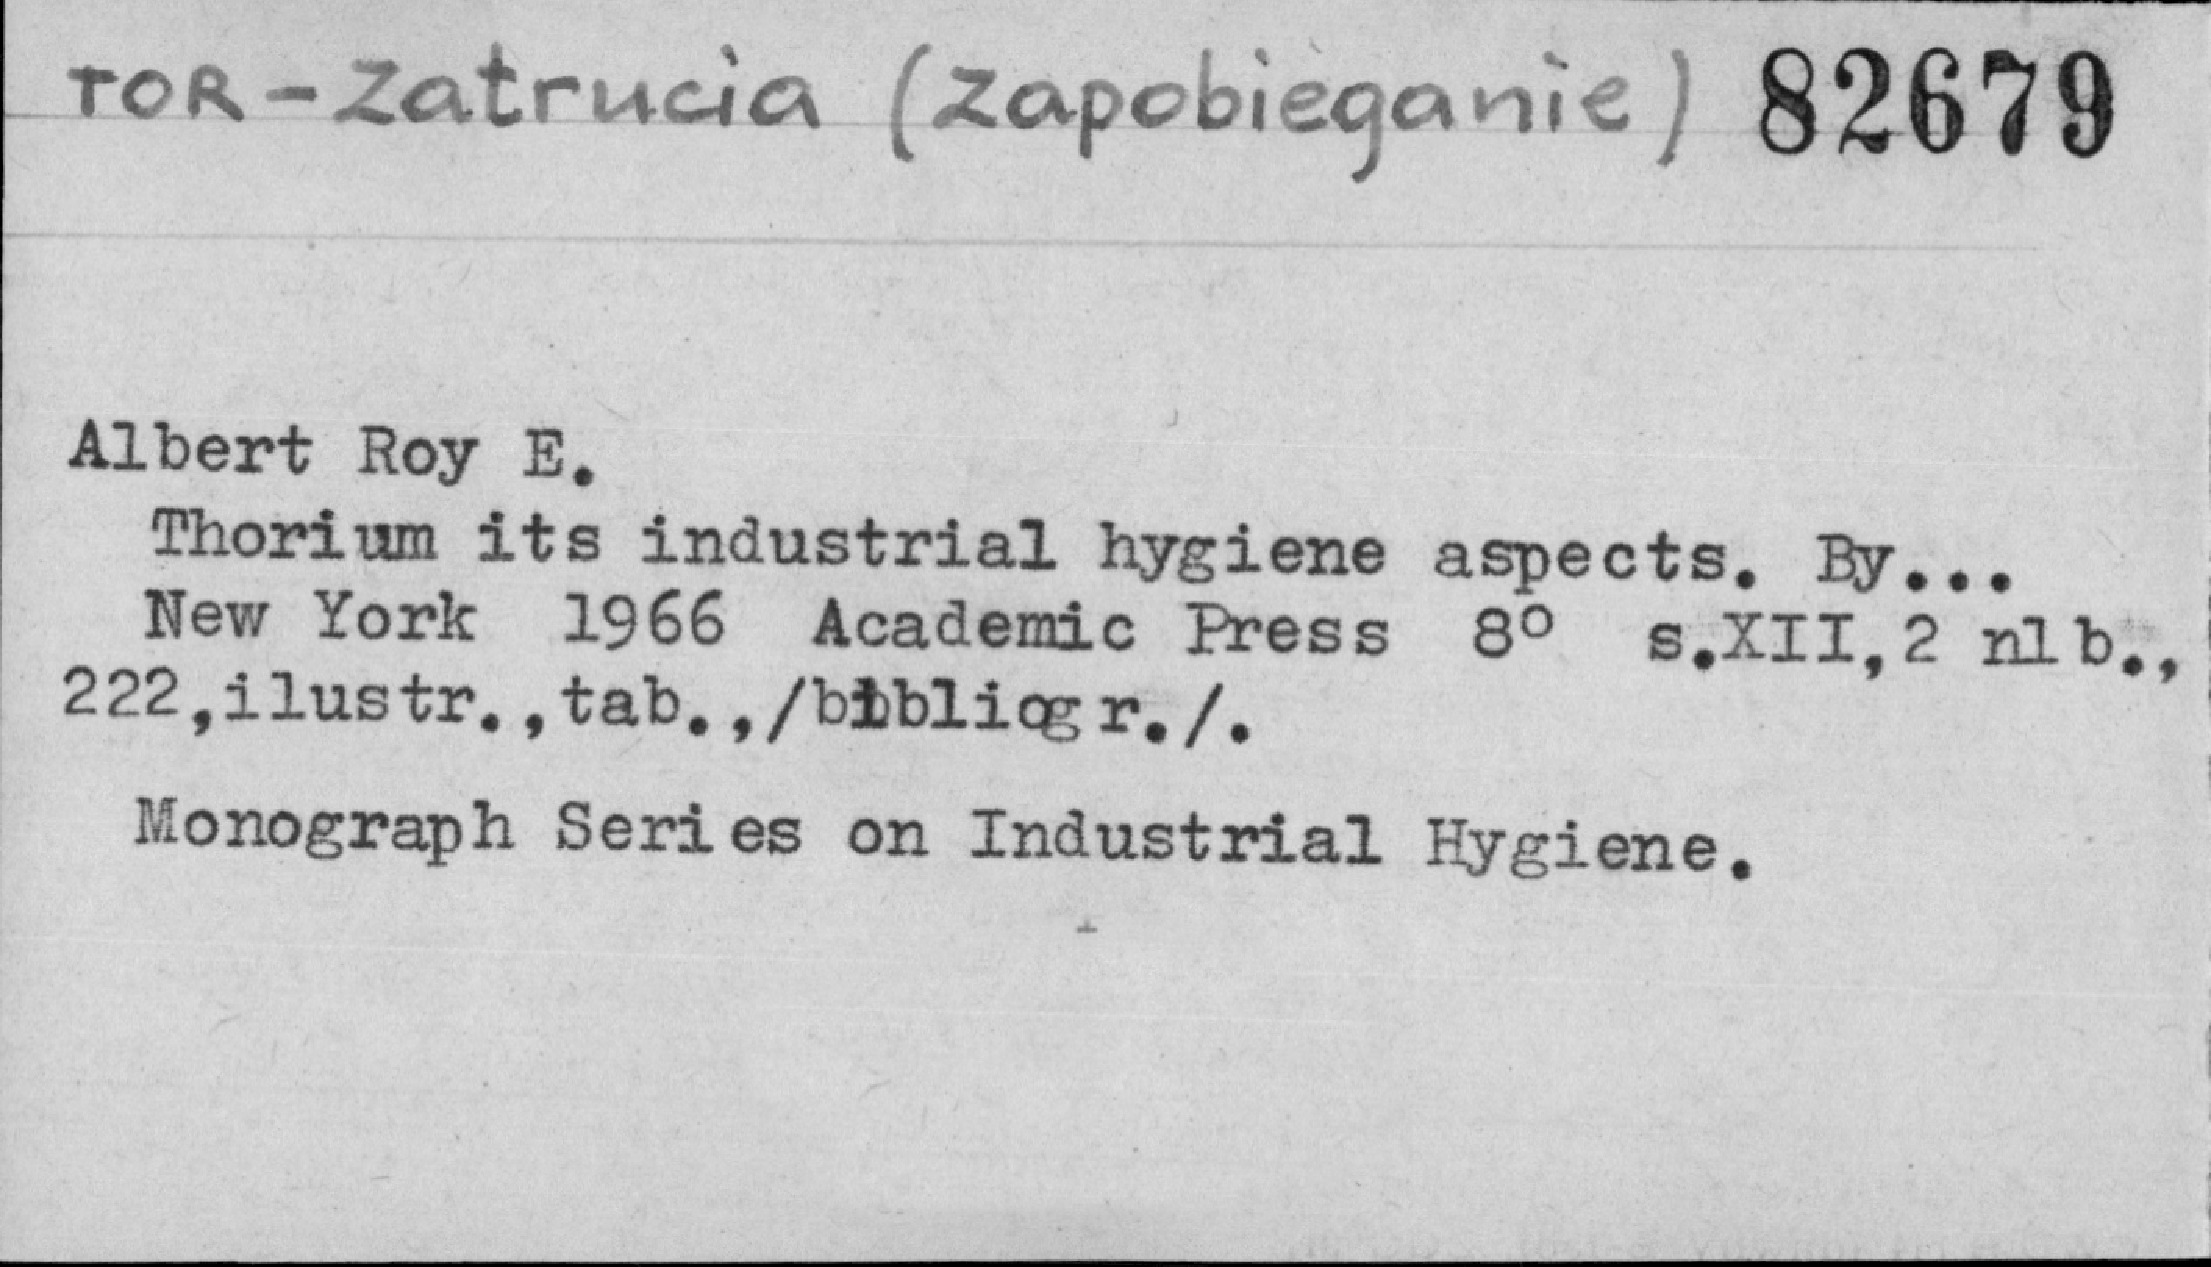 TOR - Zatrucia (Zapobieganie) 82679
Albert Roy E.
Thorium its industrial hygiene aspects. By...
New York 1966 Academic Press 8° s.XII,2 nlb.,
222,ilustr.,tab.,/bibliogr./.
Monograph Series on Industrial Hygiene.